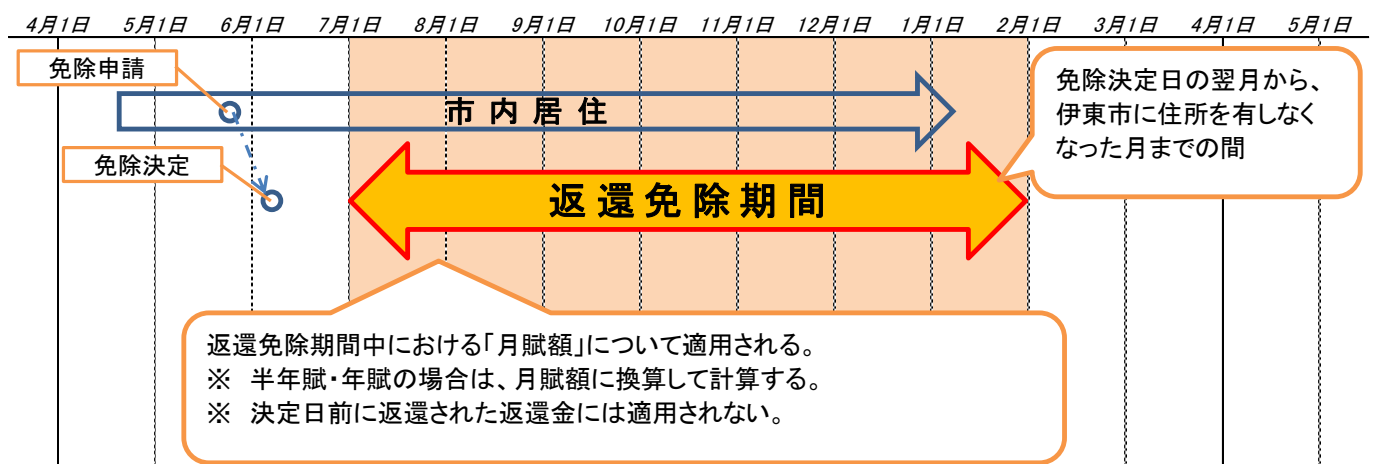 4月1日 5月1日 6月1日 7月1日 8月1日 9月1日 10月1日 11月1日 12月1日 1月1日 2月1日 3月1日 4月1日 5月1日
免除申請
市内居住
免除決定
返還免除期間
免除決定日の翌月から、
伊東市に住所を有しなく
なった月までの間
返還免除期間中における「月賦額」について適用される。
※ 半年賦・年賦の場合は、月賦額に換算して計算する。
※ 決定日前に返還された返還金には適用されない。